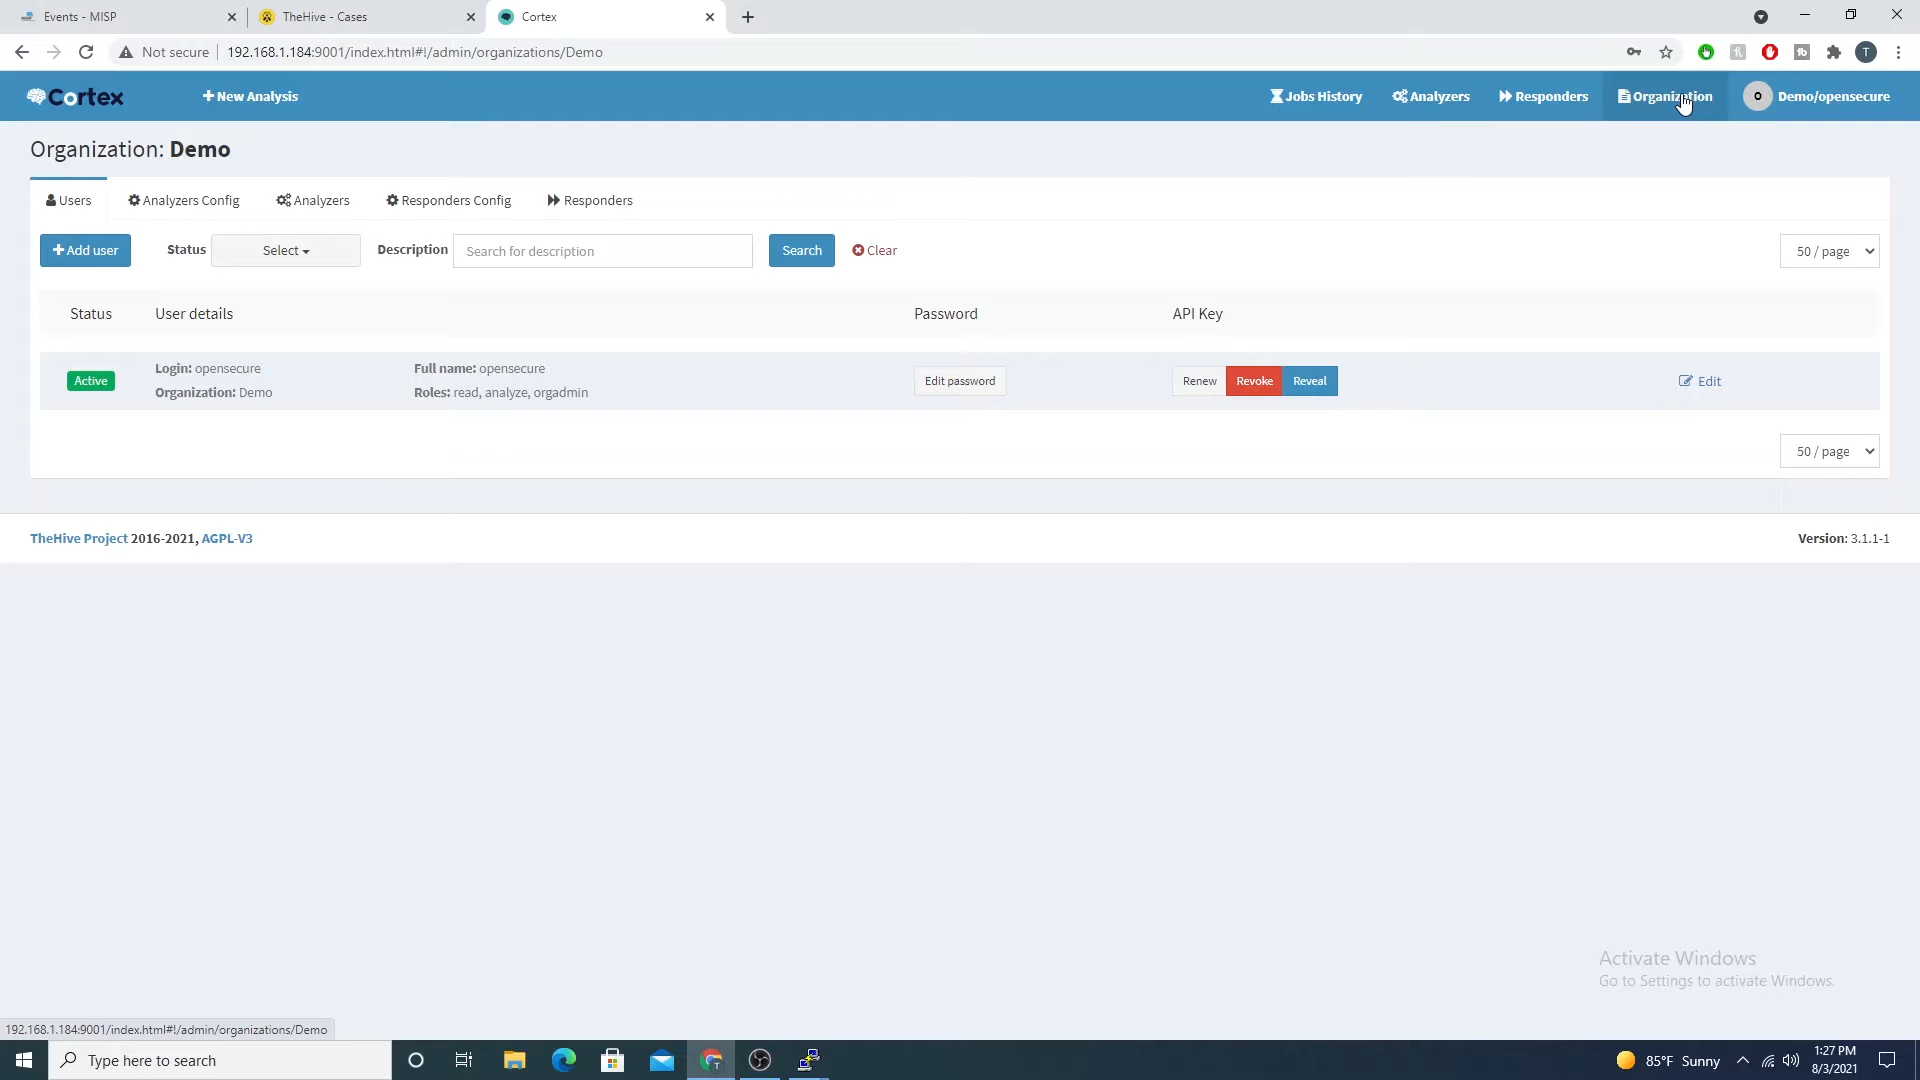 Events - MISP
TheHive - Cases
Cortex
Not secure
192.168.1.184:9001/index.html#!/admin/organizations/Demo
T
Cortex
New Analysis
Jobs History
Analyzers
Responders
Organization
O
Demo/opensecure
Organization: Demo
Users
Analyzers Config
Analyzers
Responders Config
Responders
Add user
Status
Select
Description
Search for description
Search
Clear
50 / page
Status
User details
Password
API Key
Active
Login: opensecure
Full name: opensecure
Organization: Demo
Roles: read, analyze, orgadmin
Edit password
Renew
Revoke
Reveal
Edit
50 / page
TheHive Project 2016-2021, AGPL-V3
Version: 3.1.1-1
Activate Windows
Go to Settings to activate Windows.
192.168.1.184:9001/index.html#!/admin/organizations/Demo
Type here to search
85°F Sunny
1:27 PM
8/3/2021